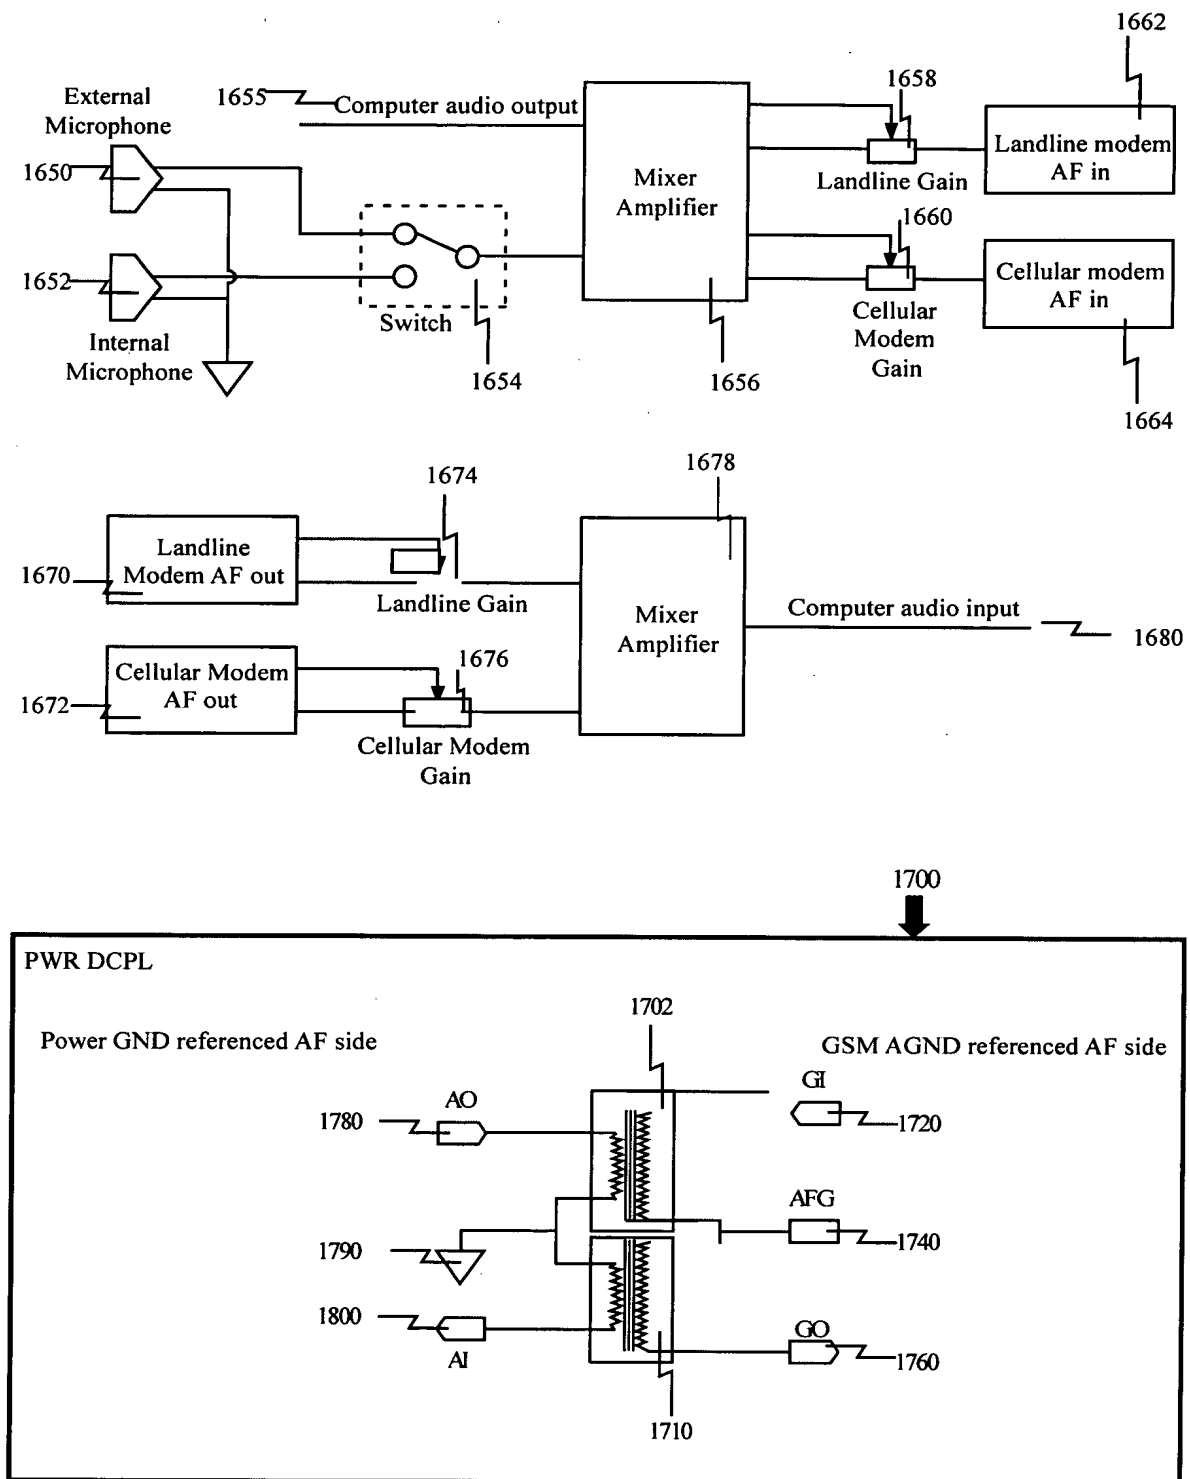 1662
1655
Computer audio output
1658
External
Microphone
1650
Landline modem
AF in
Mixer
Amplifier
Landline Gain
1660
1652
Cellular modem
AF in
Switch
Cellular
Modem
Gain
Internal
Microphone
1654
1656
1664
1674
1678
Landline
Modem AF out
1670
Landline Gain
Mixer
Amplifier
Computer audio input
1680
Cellular Modem
AF out
1676
1672
Cellular Modem
Gain
1700
PWR DCPL
1702
Power GND referenced AF side
GSM AGND referenced AF side
AO
GI
1780
1720
AFG
1790
1740
1800
GO
AI
1760
1710